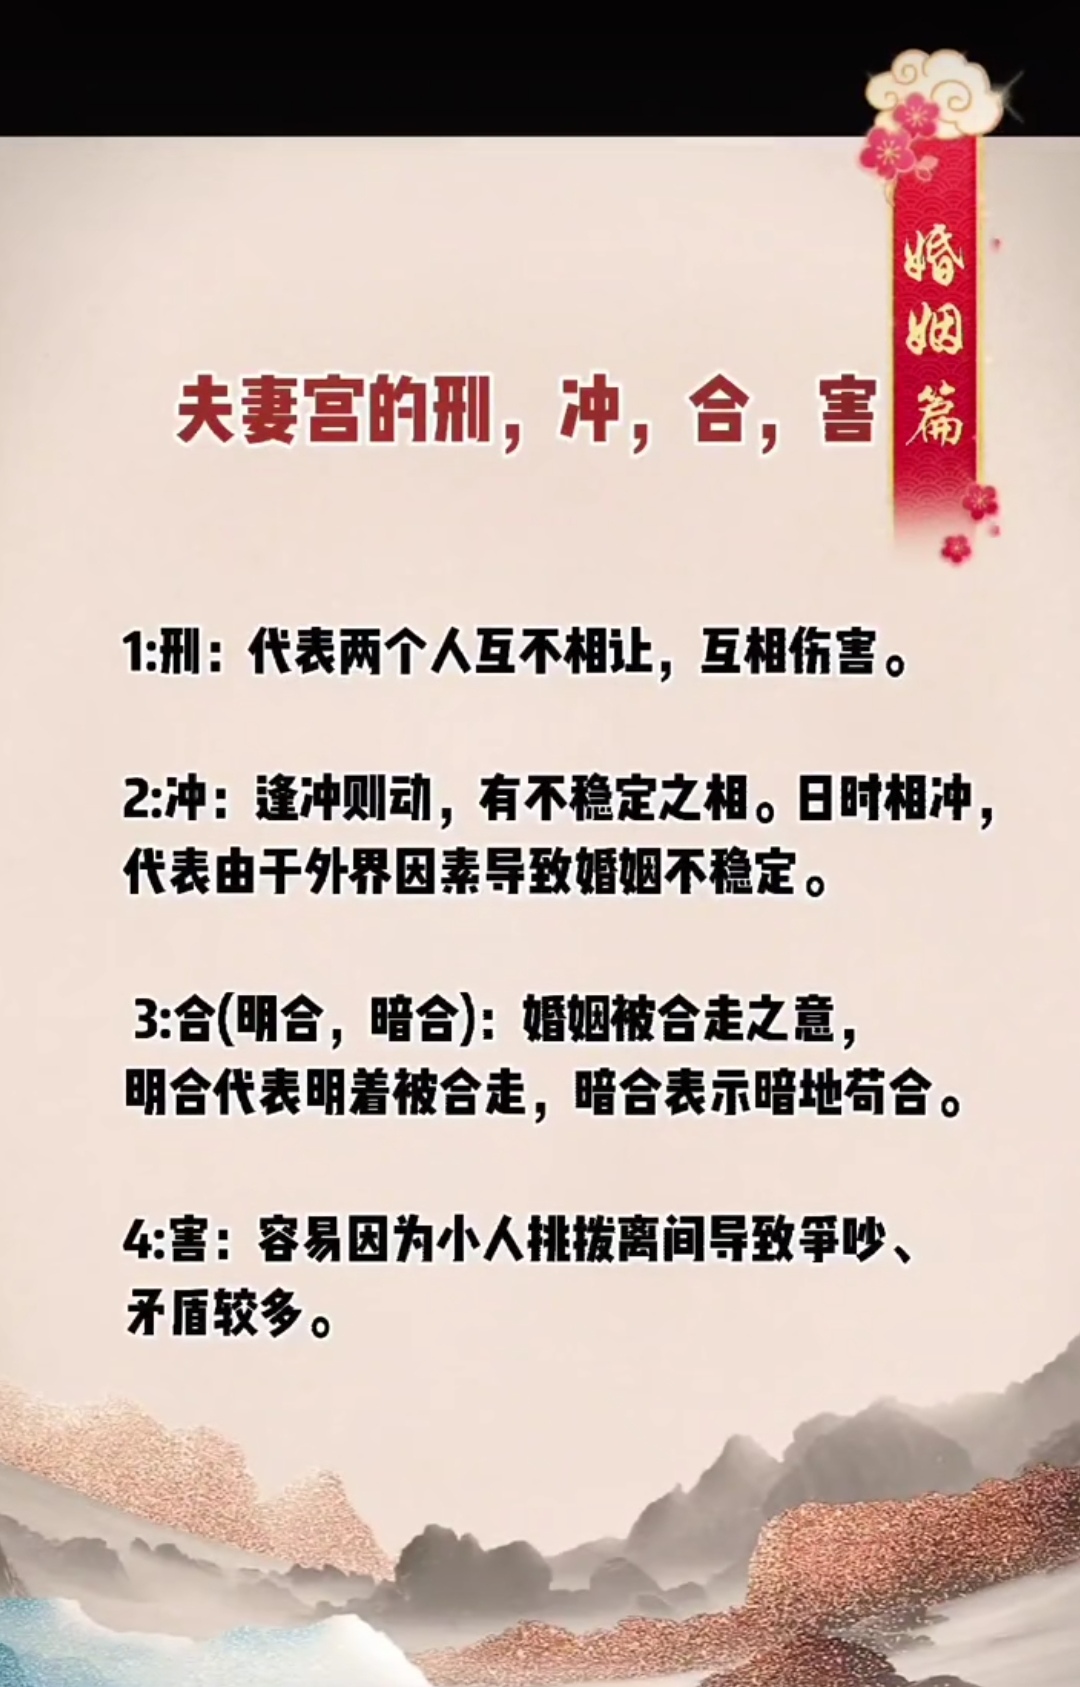 婚姻篇
夫妻宫的刑，冲，合，害
1:刑：代表两个人互不相让，互相伤害。
2:冲：逢冲则动，有不稳定之相。日时相冲，
代表由于外界因素导致婚姻不稳定。
3:合(明合，暗合)：婚姻被合走之意，
明合代表明着被合走，暗合表示暗地苟合。
4:害：容易因为小人挑拨离间导致争吵、
矛盾较多。